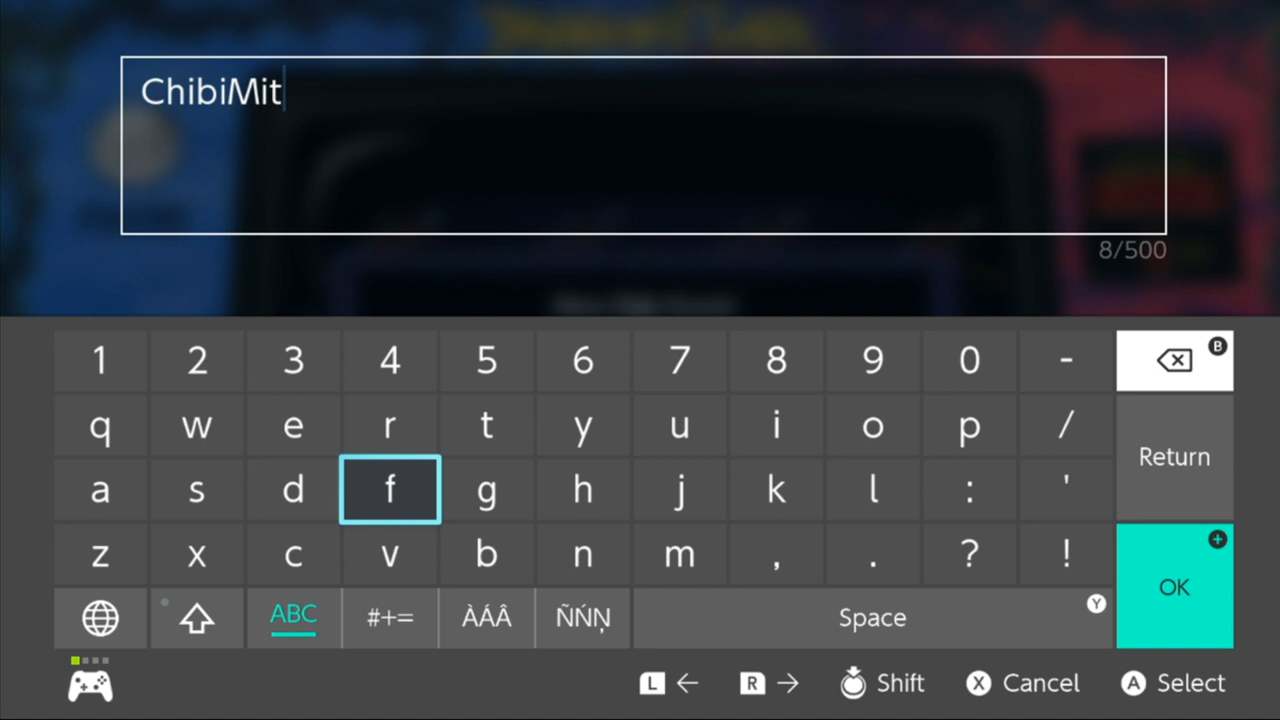 ChibiMit
8/500
1 2 3 4 5 6 7 8 9 0 -
B
q w e r t y u i o p /
Return
a s d f g h j k l : '
z x c v b n m , . ? !
+
OK
ABC #+= ÀÁÂ ÑŃŅ Space Y
L ← R → Shift X Cancel A Select